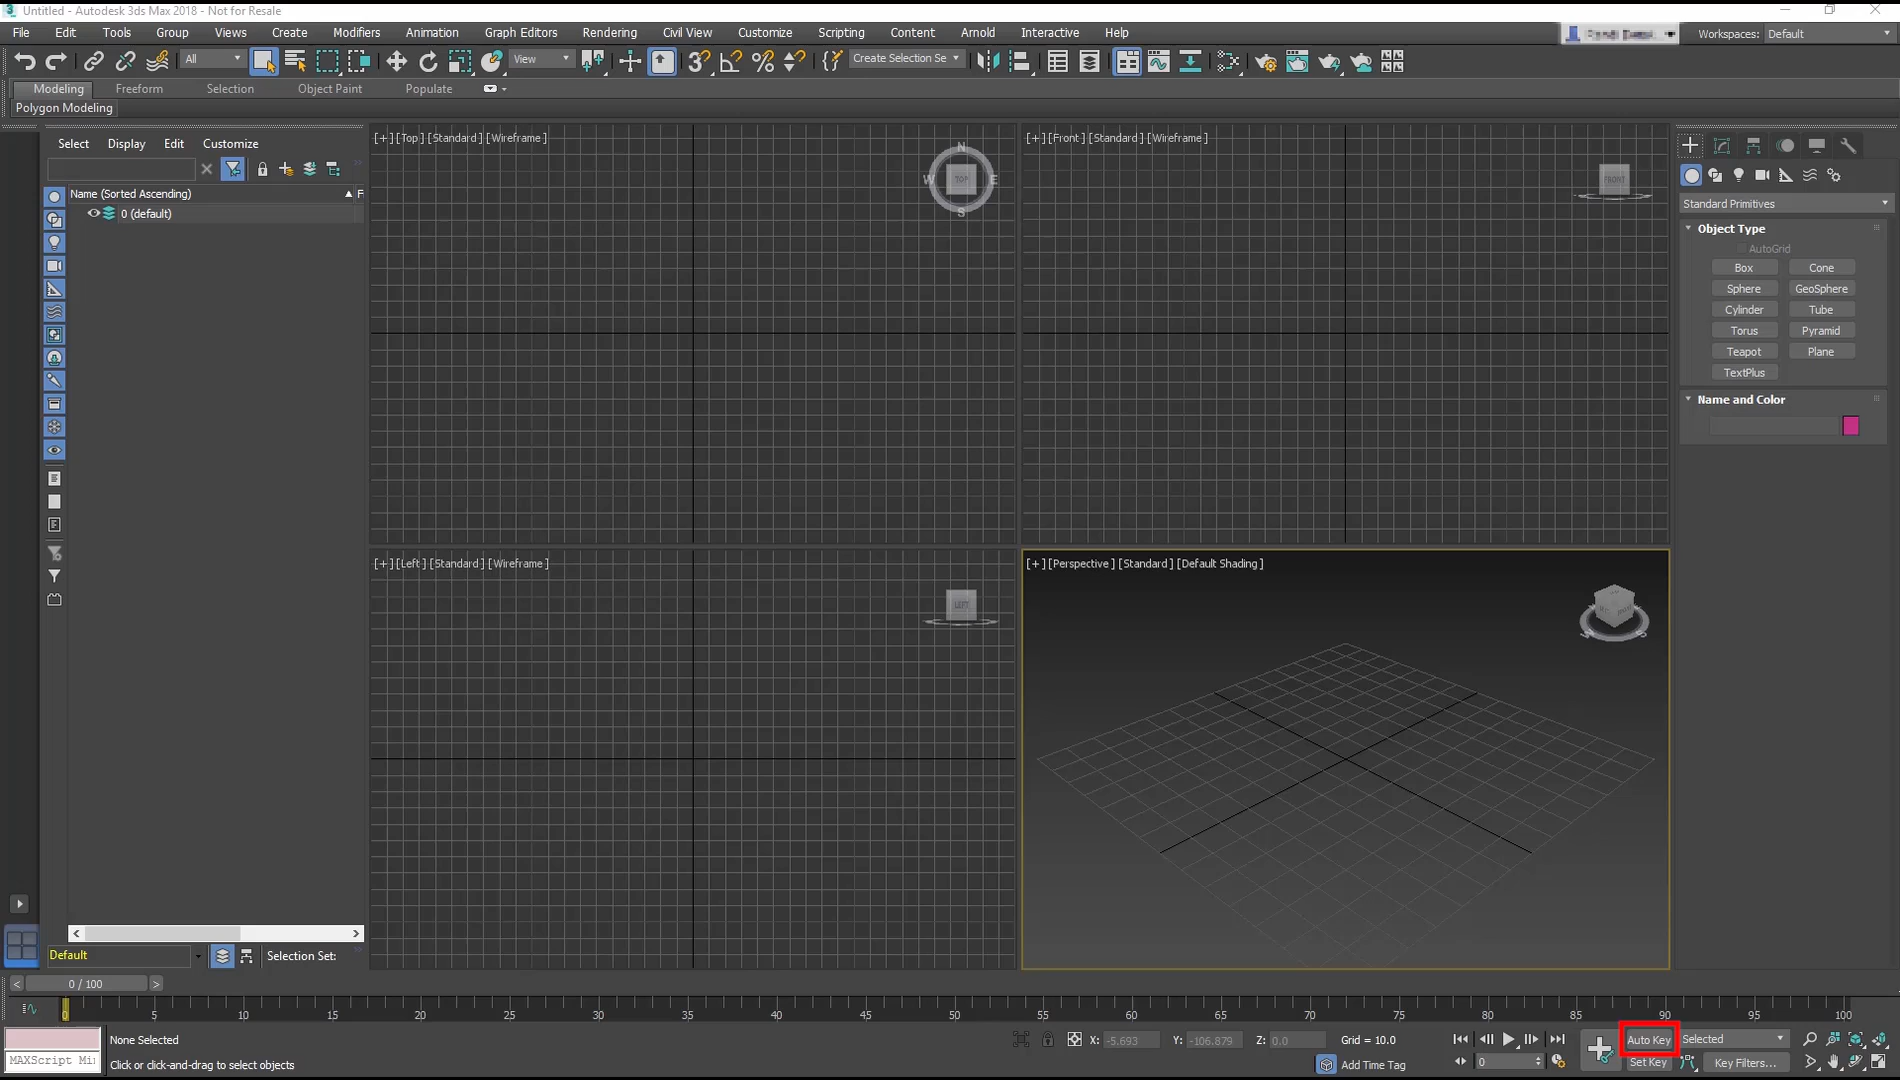 Untitled - Autodesk 3ds Max 2018 - Not for Resale
File Edit Tools Group Views Create Modifiers Animation Graph Editors Rendering Civil View Customize Scripting Content Arnold Interactive Help
Workspaces: Default
All View Create Selection Se
Modeling Freeform Selection Object Paint Populate
Polygon Modeling
Select Display Edit Customize
Name (Sorted Ascending) F
0 (default)
[+] [Top] [Standard] [Wireframe]
N
W TOP E
S
[+] [Front] [Standard] [Wireframe]
FRONT
[+] [Left] [Standard] [Wireframe]
LEFT
[+] [Perspective] [Standard] [Default Shading]
Standard Primitives
Object Type
AutoGrid
Box Cone
Sphere GeoSphere
Cylinder Tube
Torus Pyramid
Teapot Plane
TextPlus
Name and Color
Default
Selection Set:
< 0 / 100 >
0 5 10 15 20 25 30 35 40 45 50 55 60 65 70 75 80 85 90 95 100
None Selected
X: -5.693 Y: -106.879 Z: 0.0 Grid = 10.0
Auto Key Selected
MAXScript Mi
Click or click-and-drag to select objects
Add Time Tag
0
Set Key Key Filters...